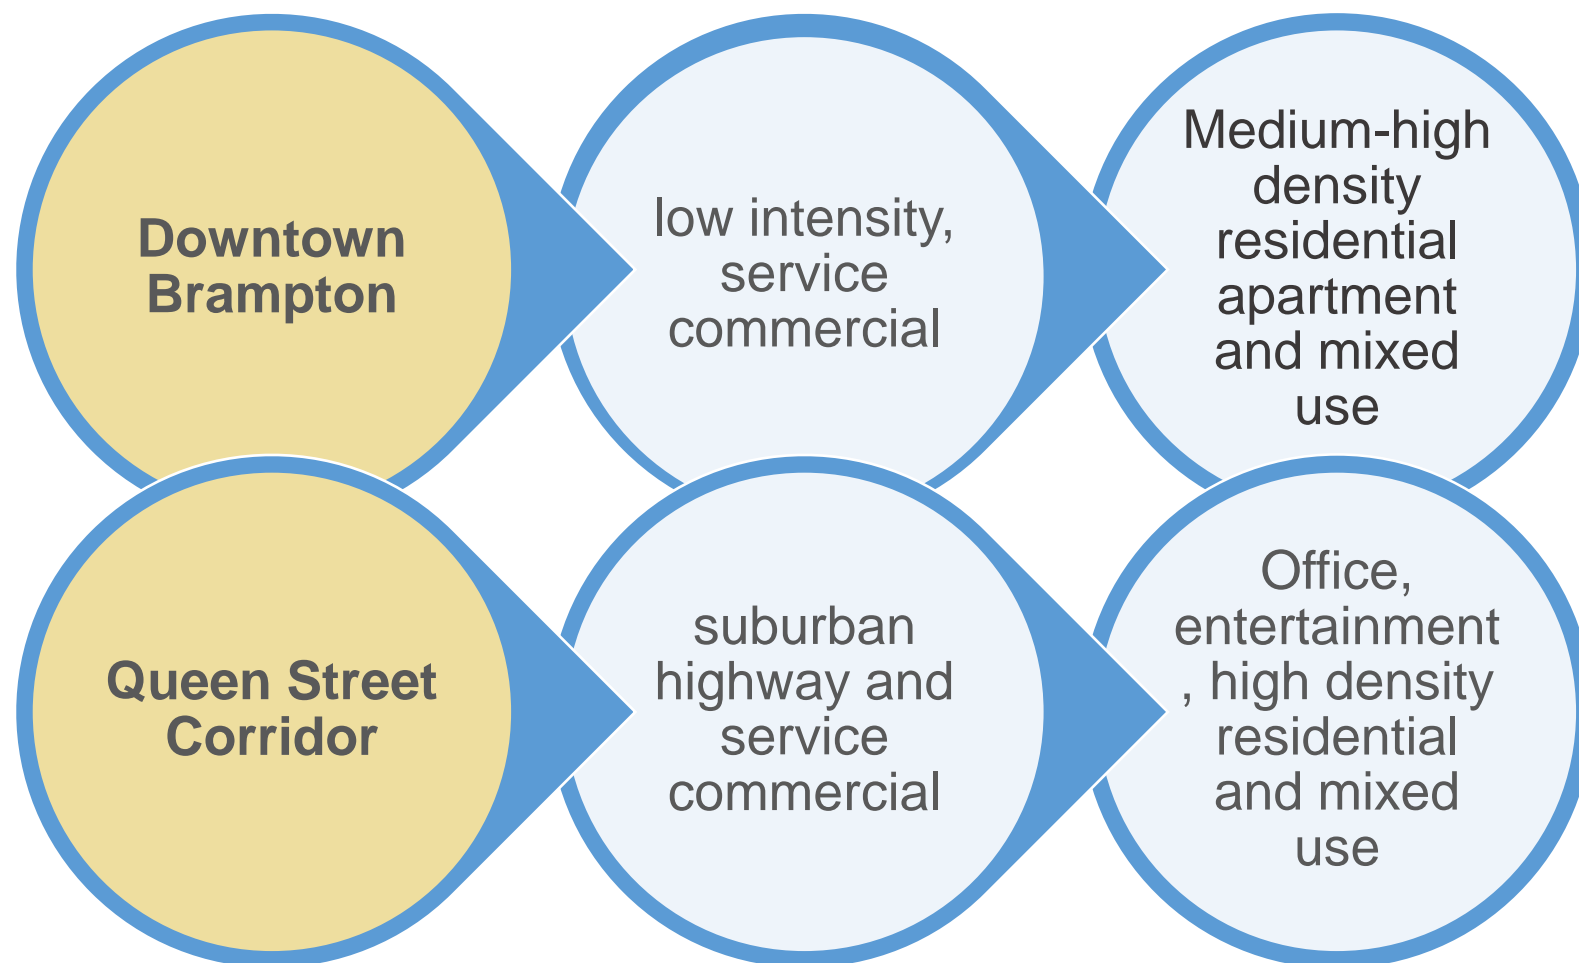 Downtown
Brampton
low intensity,
service
commercial
Medium-high
density
residential
apartment
and mixed
use
Queen Street
Corridor
suburban
highway and
service
commercial
Office,
entertainment
, high density
residential
and mixed
use